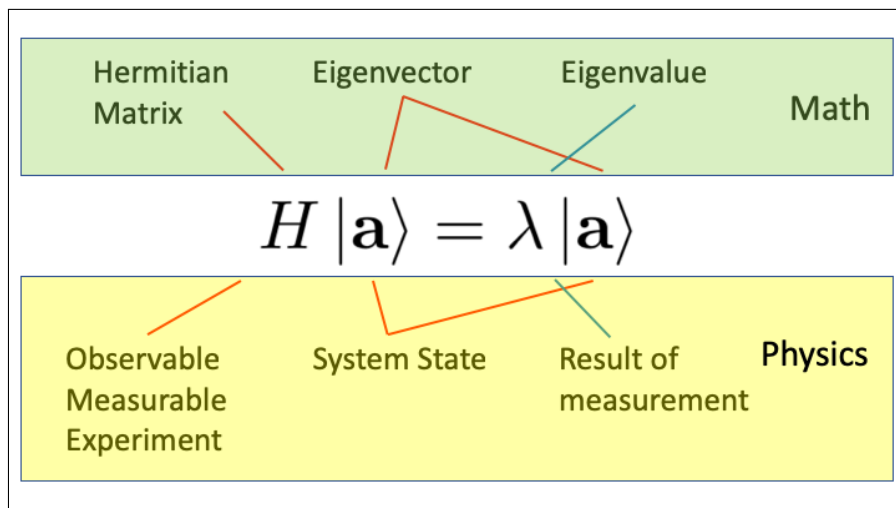 Hermitian Matrix
Eigenvector
Eigenvalue
Math
H |a⟩ = λ |a⟩
Observable
Measurable
Experiment
System State
Result of
measurement
Physics